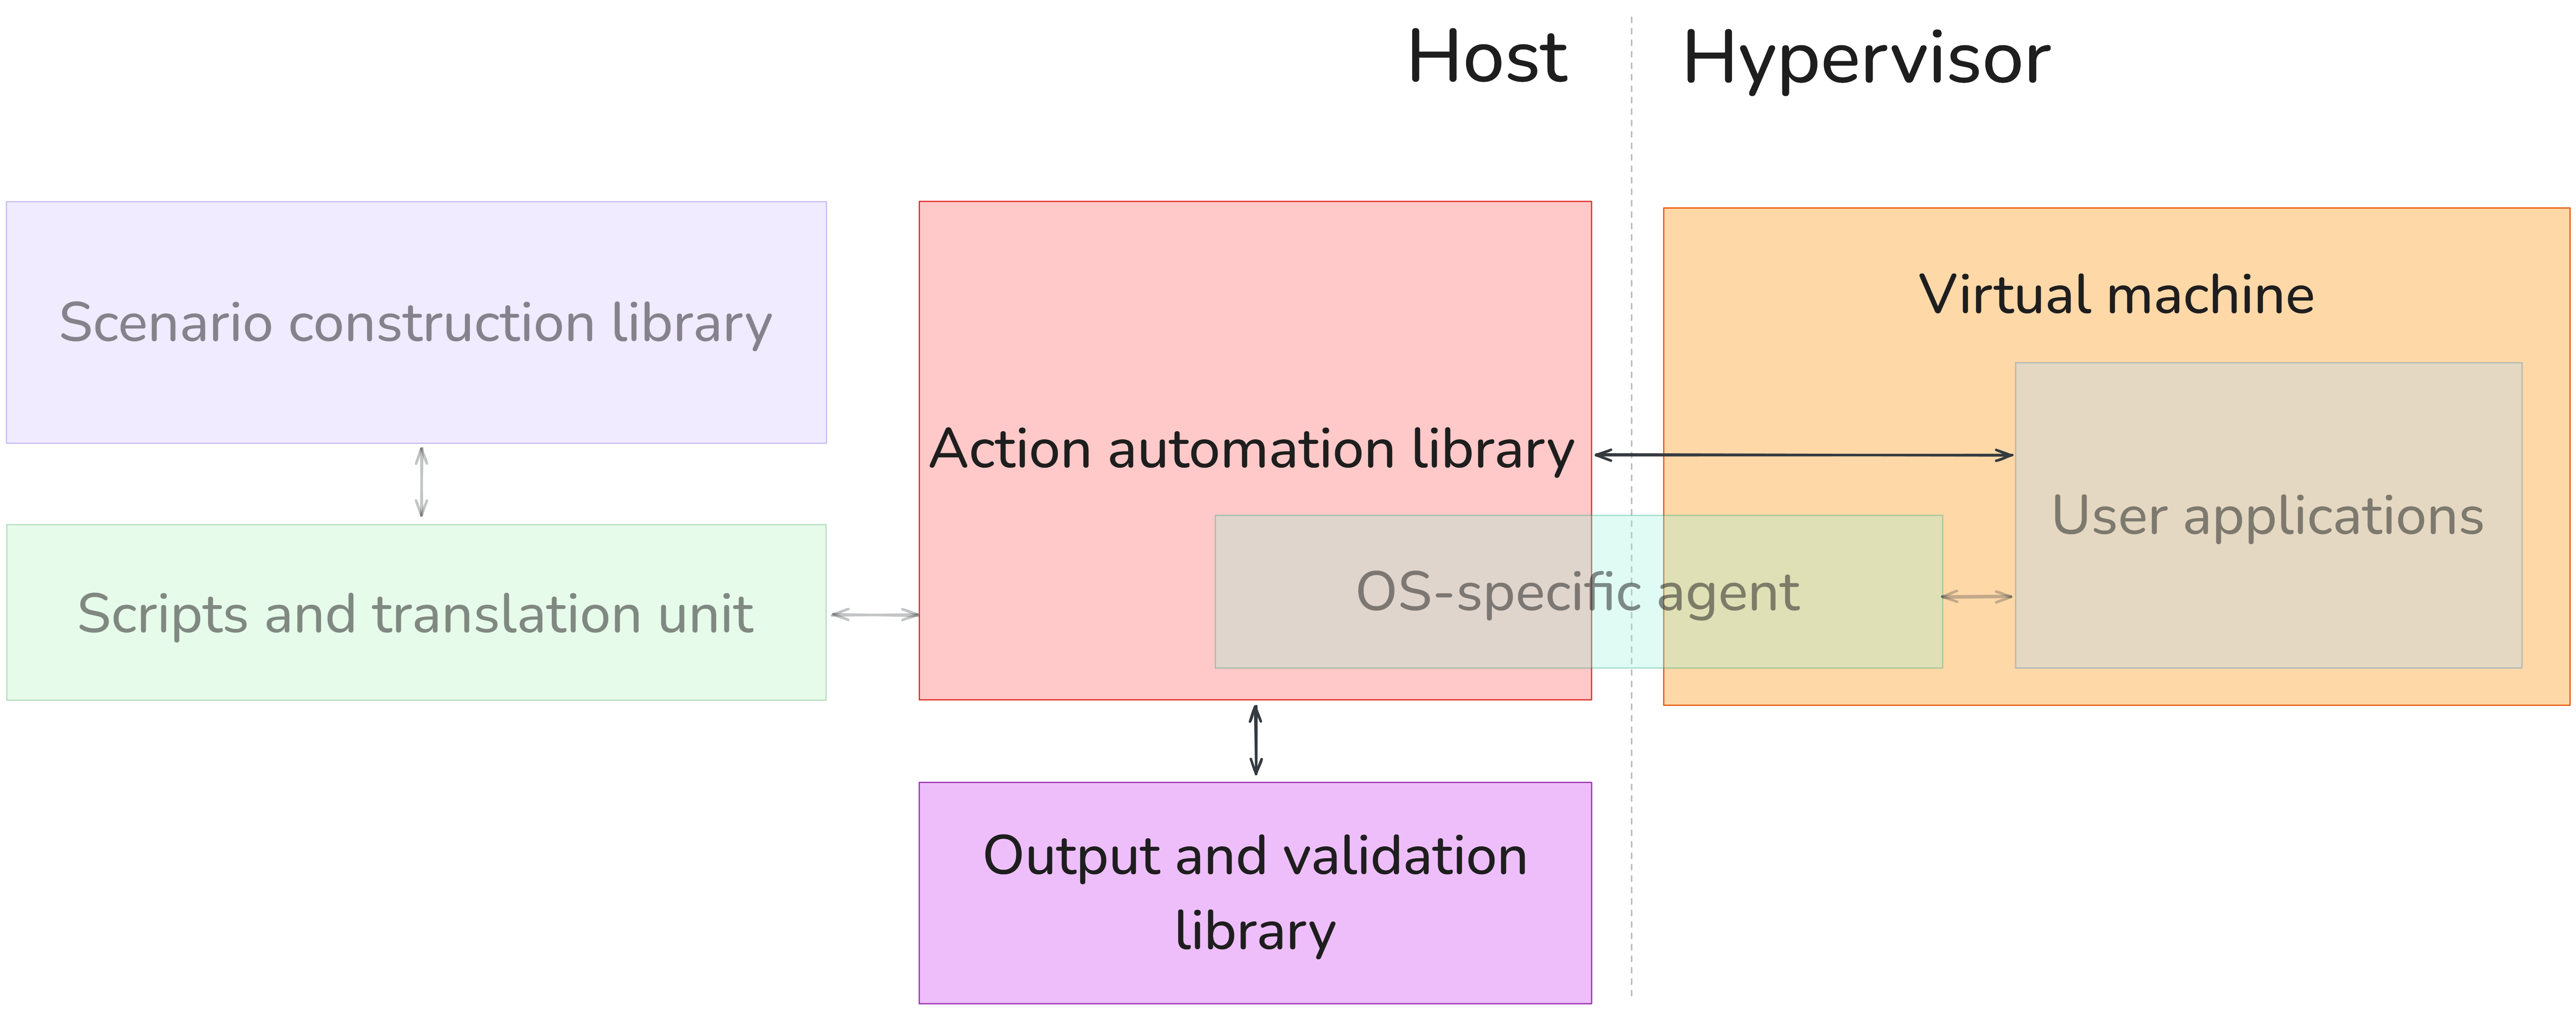 Host
Hypervisor
Scenario construction library
Action automation library
Virtual machine
User applications
OS-specific agent
Scripts and translation unit
Output and validation
library